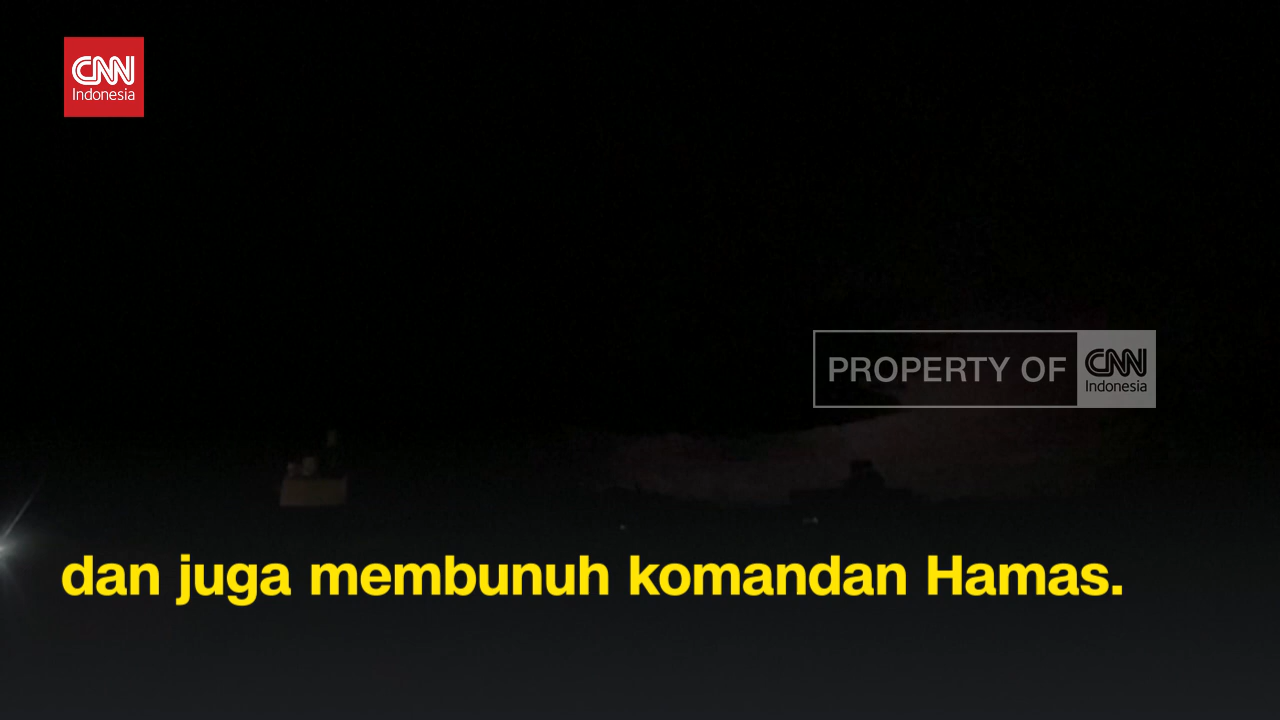 CNN
Indonesia
PROPERTY OF CNN
Indonesia
dan juga membunuh komandan Hamas.